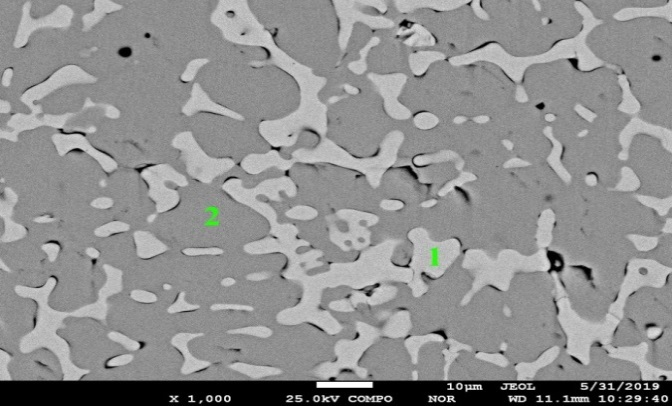 2
1
10µm JEOL 5/31/2019
X 1,000 25.0kV COMPO NOR WD 11.1mm 10:29:40